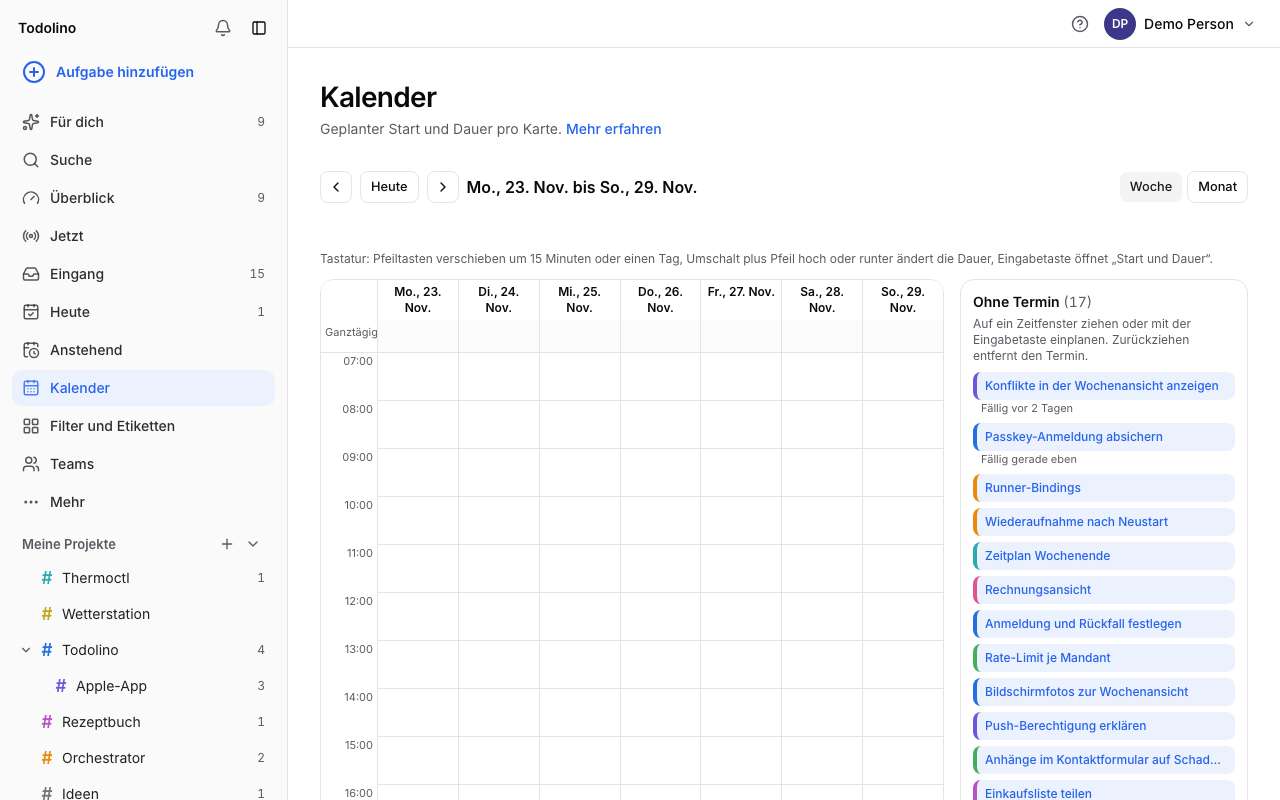 Todolino
Aufgabe hinzufügen
Für dich 9
Suche
Überblick 9
Jetzt
Eingang 15
Heute 1
Anstehend
Kalender
Filter und Etiketten
Teams
Mehr
Meine Projekte
# Thermoctl 1
# Wetterstation
# Todolino 4
# Apple-App 3
# Rezeptbuch 1
# Orchestrator 2
# Ideen 1
DP Demo Person
Kalender
Geplanter Start und Dauer pro Karte. Mehr erfahren
Heute
Mo., 23. Nov. bis So., 29. Nov.
Woche
Monat
Tastatur: Pfeiltasten verschieben um 15 Minuten oder einen Tag, Umschalt plus Pfeil hoch oder runter ändert die Dauer, Eingabetaste öffnet „Start und Dauer“.
Mo., 23. Nov.
Di., 24. Nov.
Mi., 25. Nov.
Do., 26. Nov.
Fr., 27. Nov.
Sa., 28. Nov.
So., 29. Nov.
Ganztägig
07:00
08:00
09:00
10:00
11:00
12:00
13:00
14:00
15:00
16:00
Ohne Termin (17)
Auf ein Zeitfenster ziehen oder mit der
Eingabetaste einplanen. Zurückziehen
entfernt den Termin.
Konflikte in der Wochenansicht anzeigen
Fällig vor 2 Tagen
Passkey-Anmeldung absichern
Fällig gerade eben
Runner-Bindings
Wiederaufnahme nach Neustart
Zeitplan Wochenende
Rechnungsansicht
Anmeldung und Rückfall festlegen
Rate-Limit je Mandant
Bildschirmfotos zur Wochenansicht
Push-Berechtigung erklären
Anhänge im Kontaktformular auf Schad...
Einkaufsliste teilen